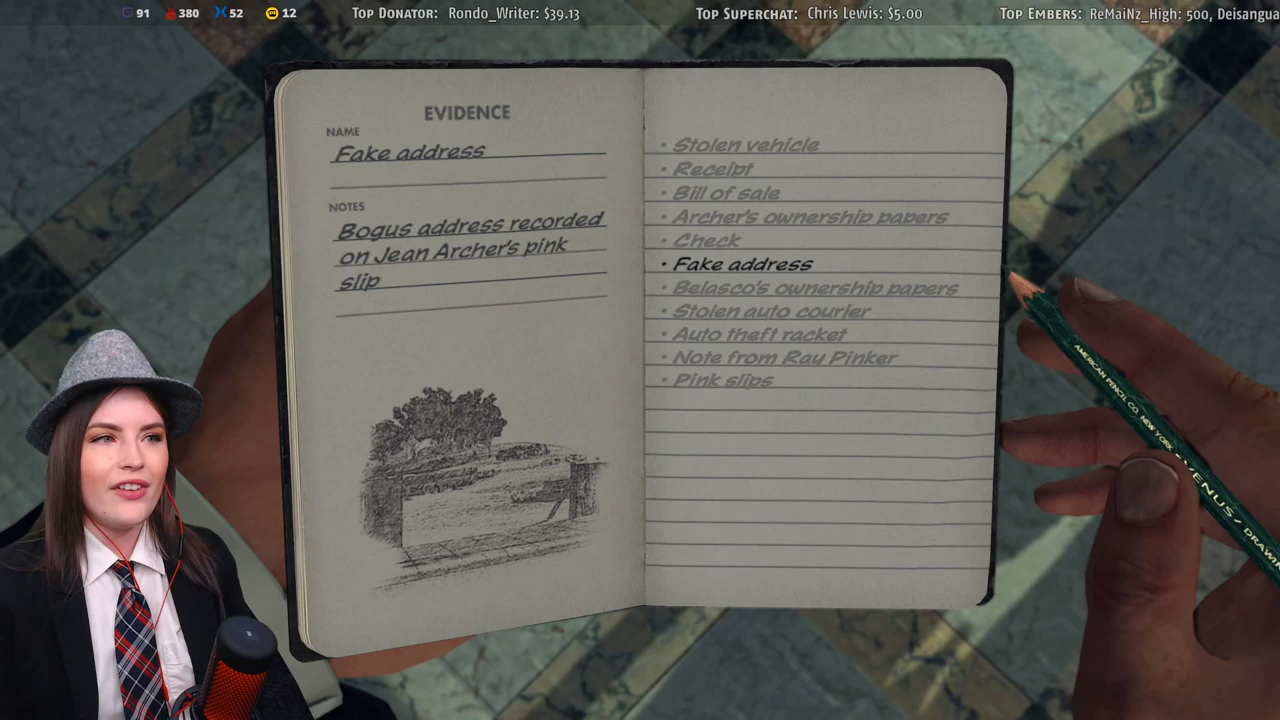 91 380 52 12 Top Donator: Rondo_Writer: $39.13 Top Superchat: Chris Lewis: $5.00 Top Embers: ReMaiNz_High: 500, Deisangua
EVIDENCE
NAME
Fake address
NOTES
Bogus address recorded
on Jean Archer's pink
slip
• Stolen vehicle
• Receipt
• Bill of sale
• Archer's ownership papers
• Check
• Fake address
• Belasco's ownership papers
• Stolen auto courier
• Auto theft racket
• Note from Ray Pinker
• Pink slips
AMERICAN PENCIL CO. NEW YORK VENUS DRAWI